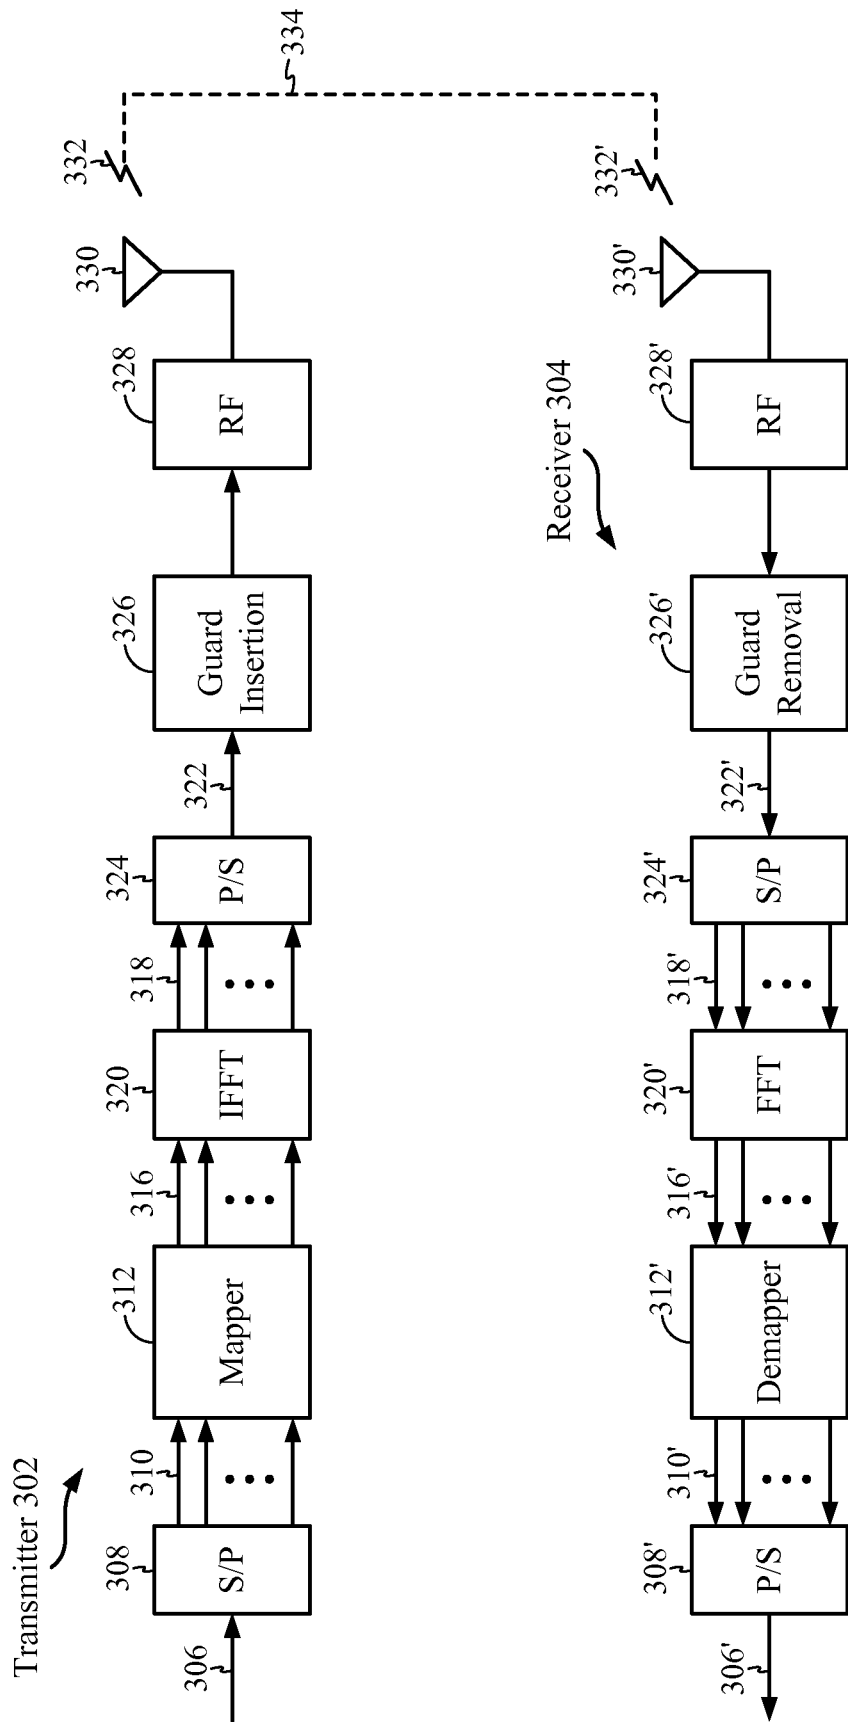 Transmitter 302
306
308
S/P
310
312
Mapper
316
320
IFFT
318
324
P/S
322
326
Guard
Insertion
328
RF
330
332
334
Receiver 304
306'
308'
P/S
310'
312'
Demapper
316'
320'
FFT
318'
324'
S/P
322'
326'
Guard
Removal
328'
RF
330'
332'